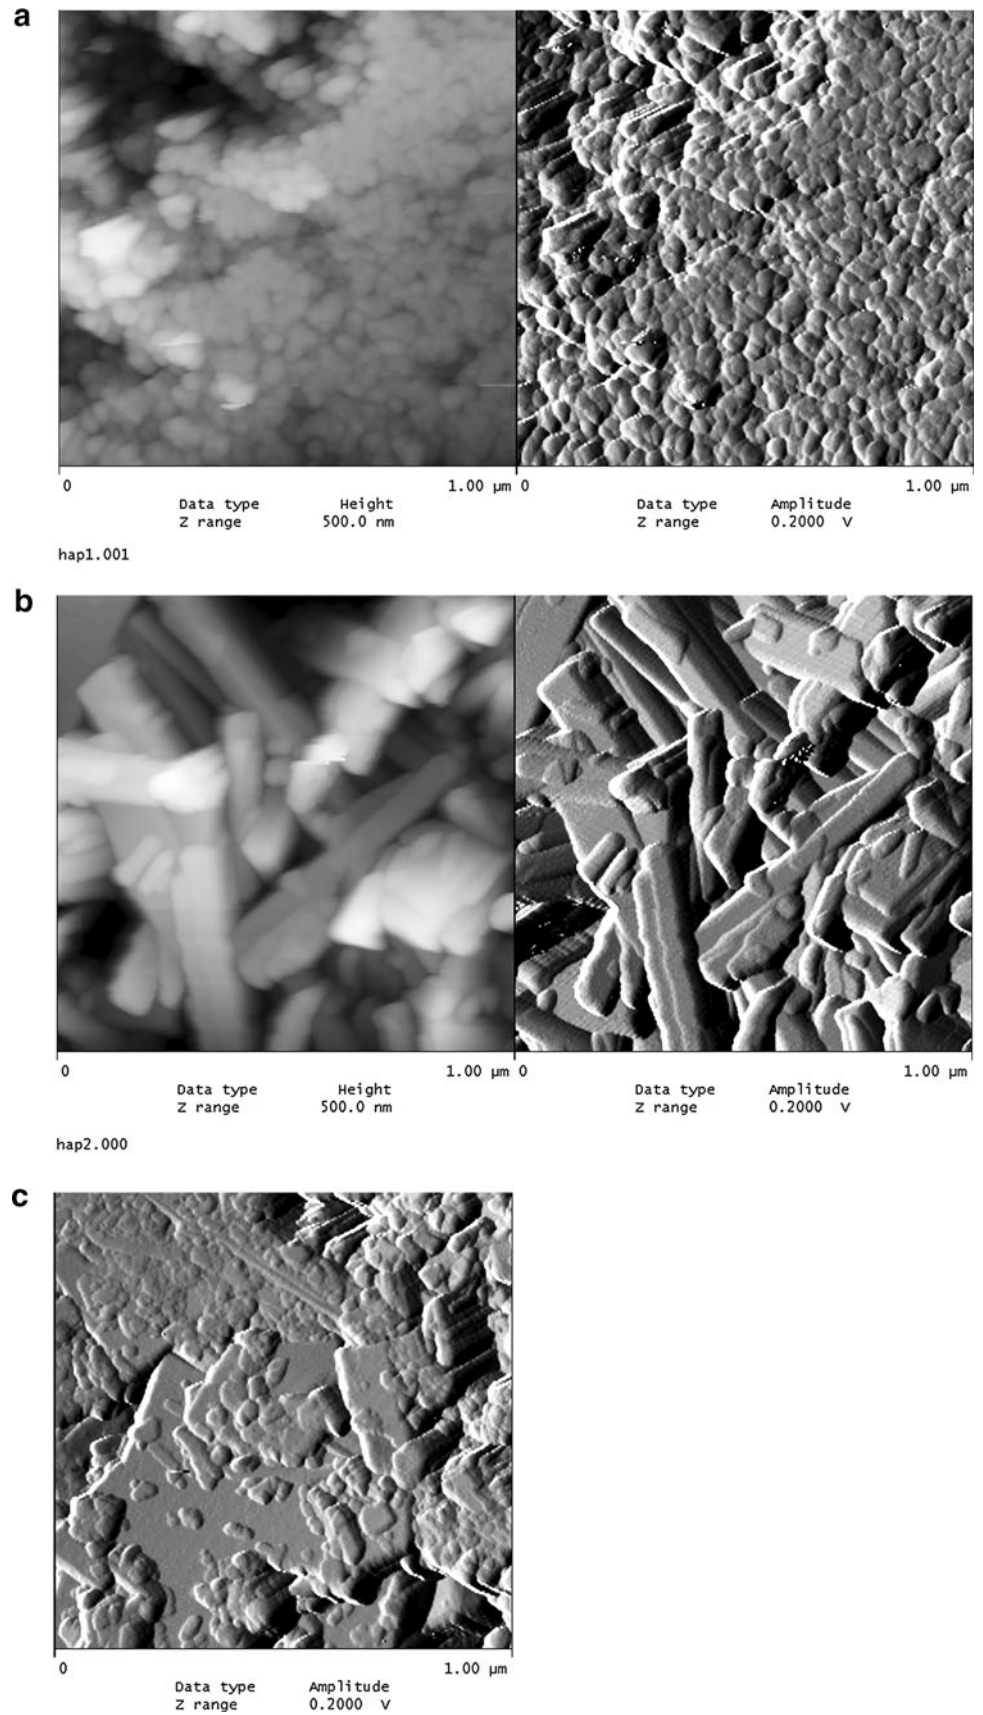 a
0 1.00 µm 0 1.00 µm
Data type Height Data type Amplitude
Z range 500.0 nm Z range 0.2000 V
hap1.001
b
0 1.00 µm 0 1.00 µm
Data type Height Data type Amplitude
Z range 500.0 nm Z range 0.2000 V
hap2.000
c
0 1.00 µm
Data type Amplitude
Z range 0.2000 V